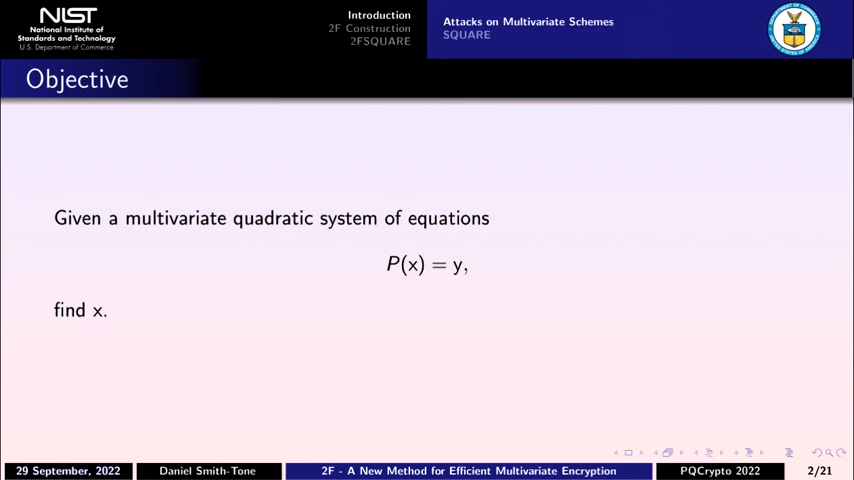 NIST
National Institute of
Standards and Technology
U.S. Department of Commerce
Introduction
2F Construction
2FSQUARE
Attacks on Multivariate Schemes
SQUARE
Objective
Given a multivariate quadratic system of equations
P(x) = y,
find x.
29 September, 2022
Daniel Smith-Tone
2F - A New Method for Efficient Multivariate Encryption
PQCrypto 2022
2/21